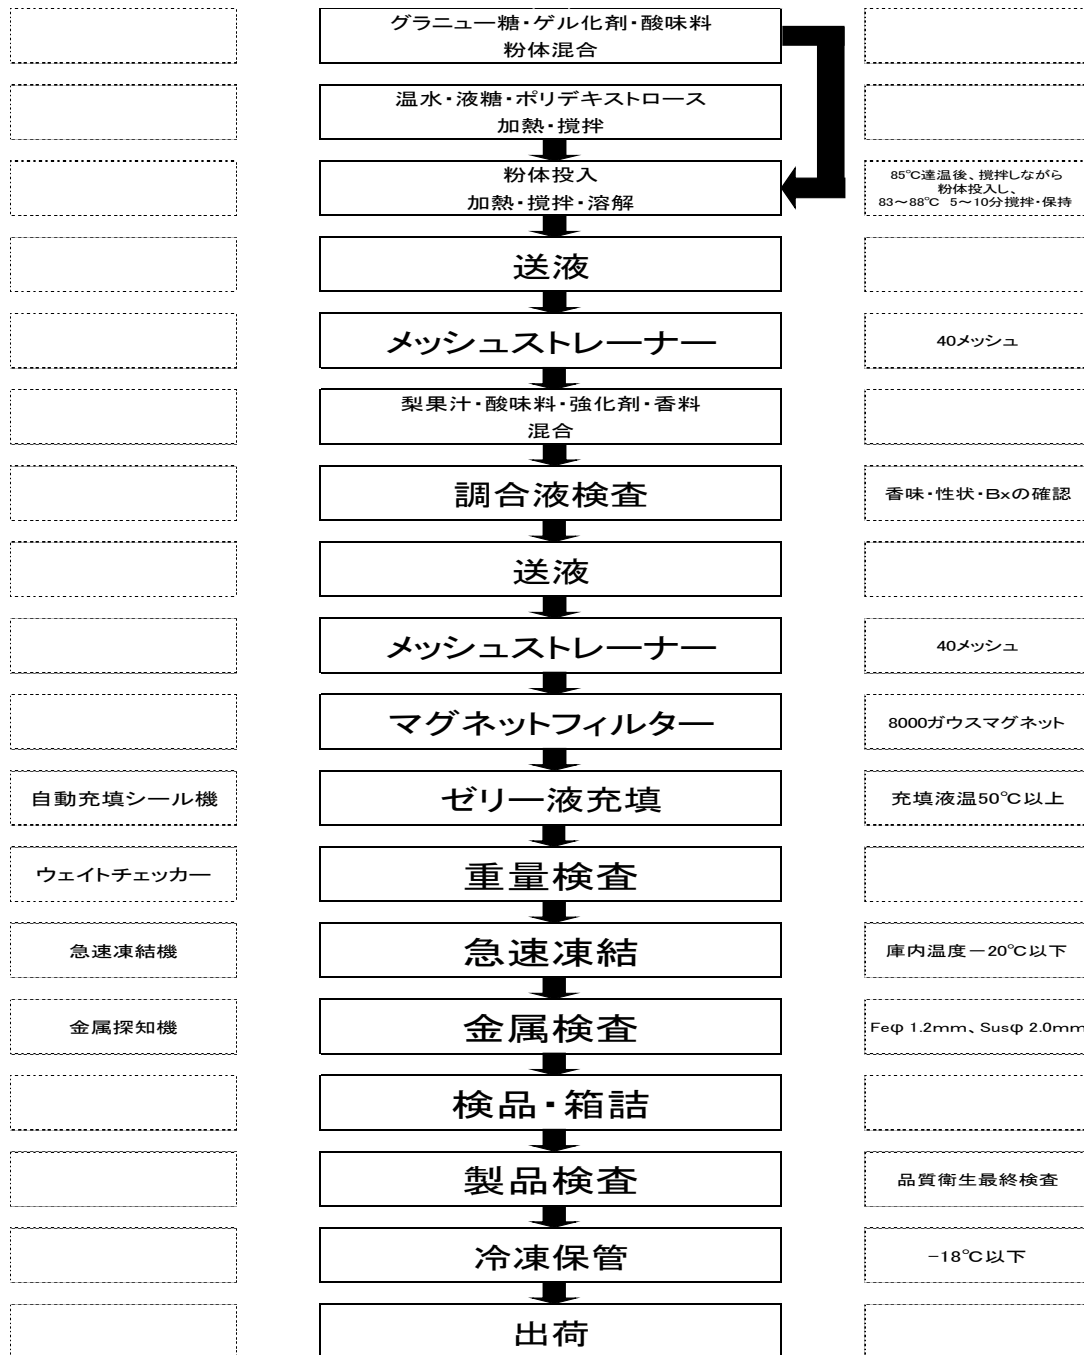 グラニュー糖・ゲル化剤・酸味料
粉体混合
温水・液糖・ポリデキストロース
加熱・撹拌
粉体投入
加熱・撹拌・溶解
85℃達温後、撹拌しながら
粉体投入し、
83～88℃ 5～10分撹拌・保持
送液
メッシュストレーナー
40メッシュ
梨果汁・酸味料・強化剤・香料
混合
調合液検査
香味・性状・Bxの確認
送液
メッシュストレーナー
40メッシュ
マグネットフィルター
8000ガウスマグネット
自動充填シール機
ゼリー液充填
充填液温50℃以上
ウェイトチェッカー
重量検査
急速凍結機
急速凍結
庫内温度－20℃以下
金属探知機
金属検査
Feφ 1.2mm、Susφ 2.0mm
検品・箱詰
製品検査
品質衛生最終検査
冷凍保管
－18℃以下
出荷